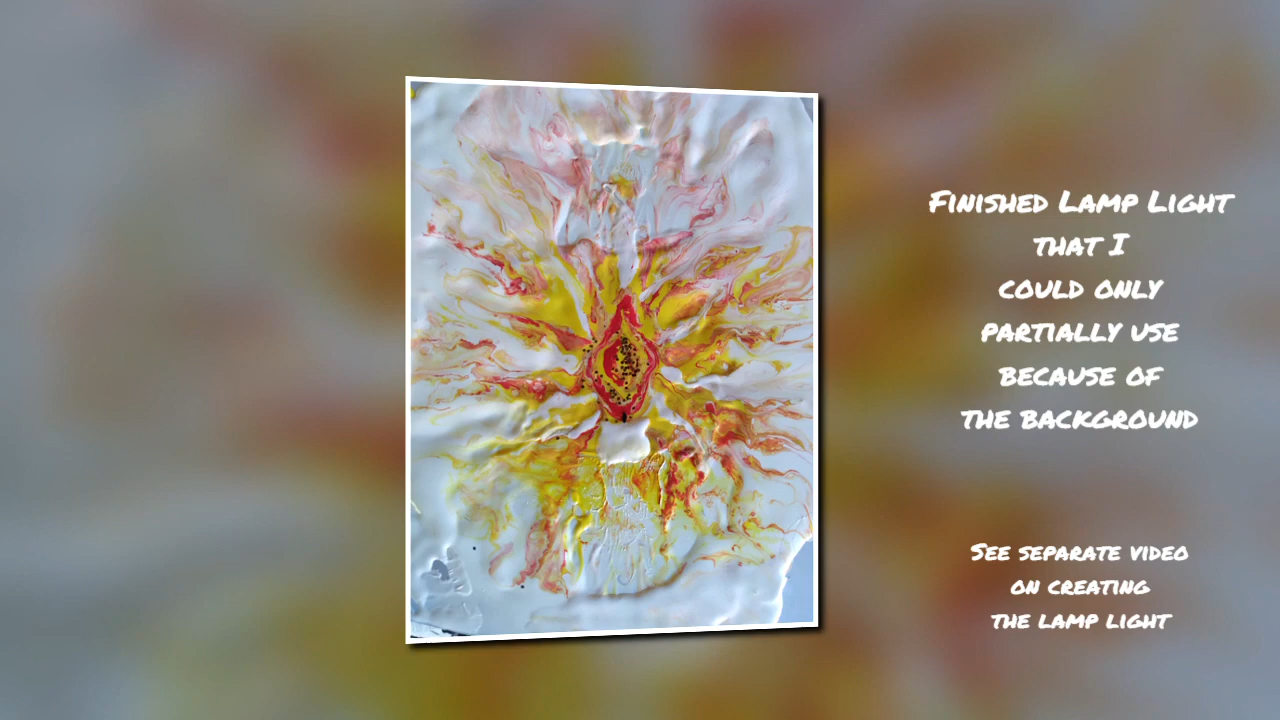 Finished Lamp Light
that I
could only
partially use
because of
the background
See separate video
on creating
the lamp light